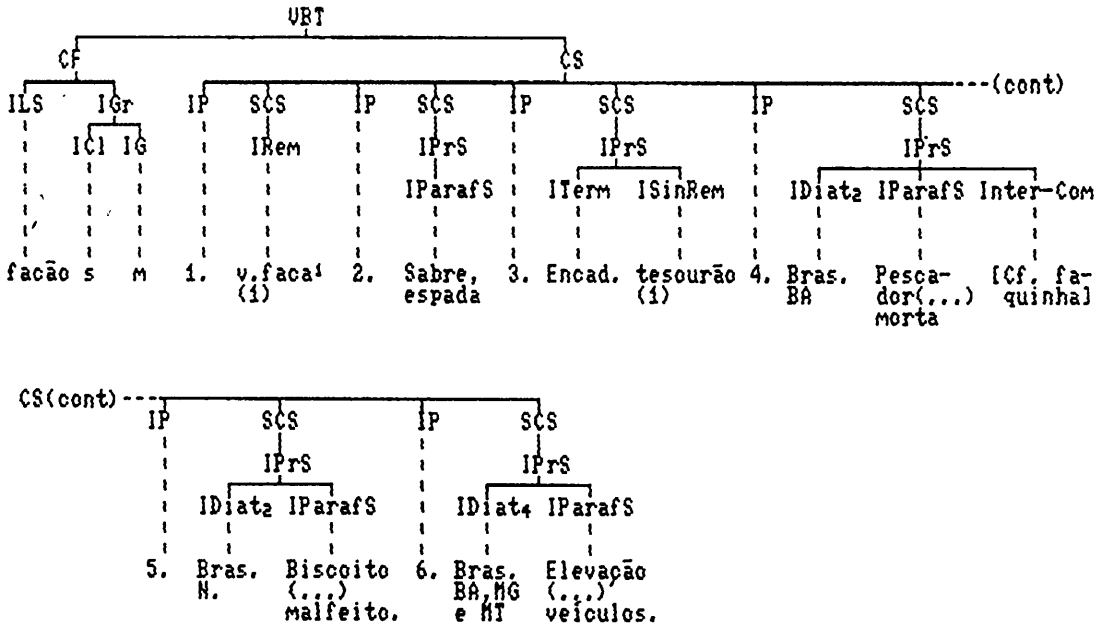 VBT
CF CS
ILS IGr IP SCS IP SCS IP SCS IP SCS ---(cont)
ICl IG IRem IPrS IPrS IPrS
IParafS ITerm ISinRem IDiat₂ IParafS Inter-Com
facão s m 1. v.faca¹ 2. Sabre, 3. Encad. tesourão 4. Bras. Pesca- [Cf. fa-
(1) espada (1) BA dor(...) quinha]
morta
CS(cont)---
IP SCS IP SCS
IPrS IPrS
IDiat₂ IParafS IDiat₄ IParafS
5. Bras. Biscoito 6. Bras. Elevação
N. (...) BA,MG (...)
malfeito. e MT veículos.